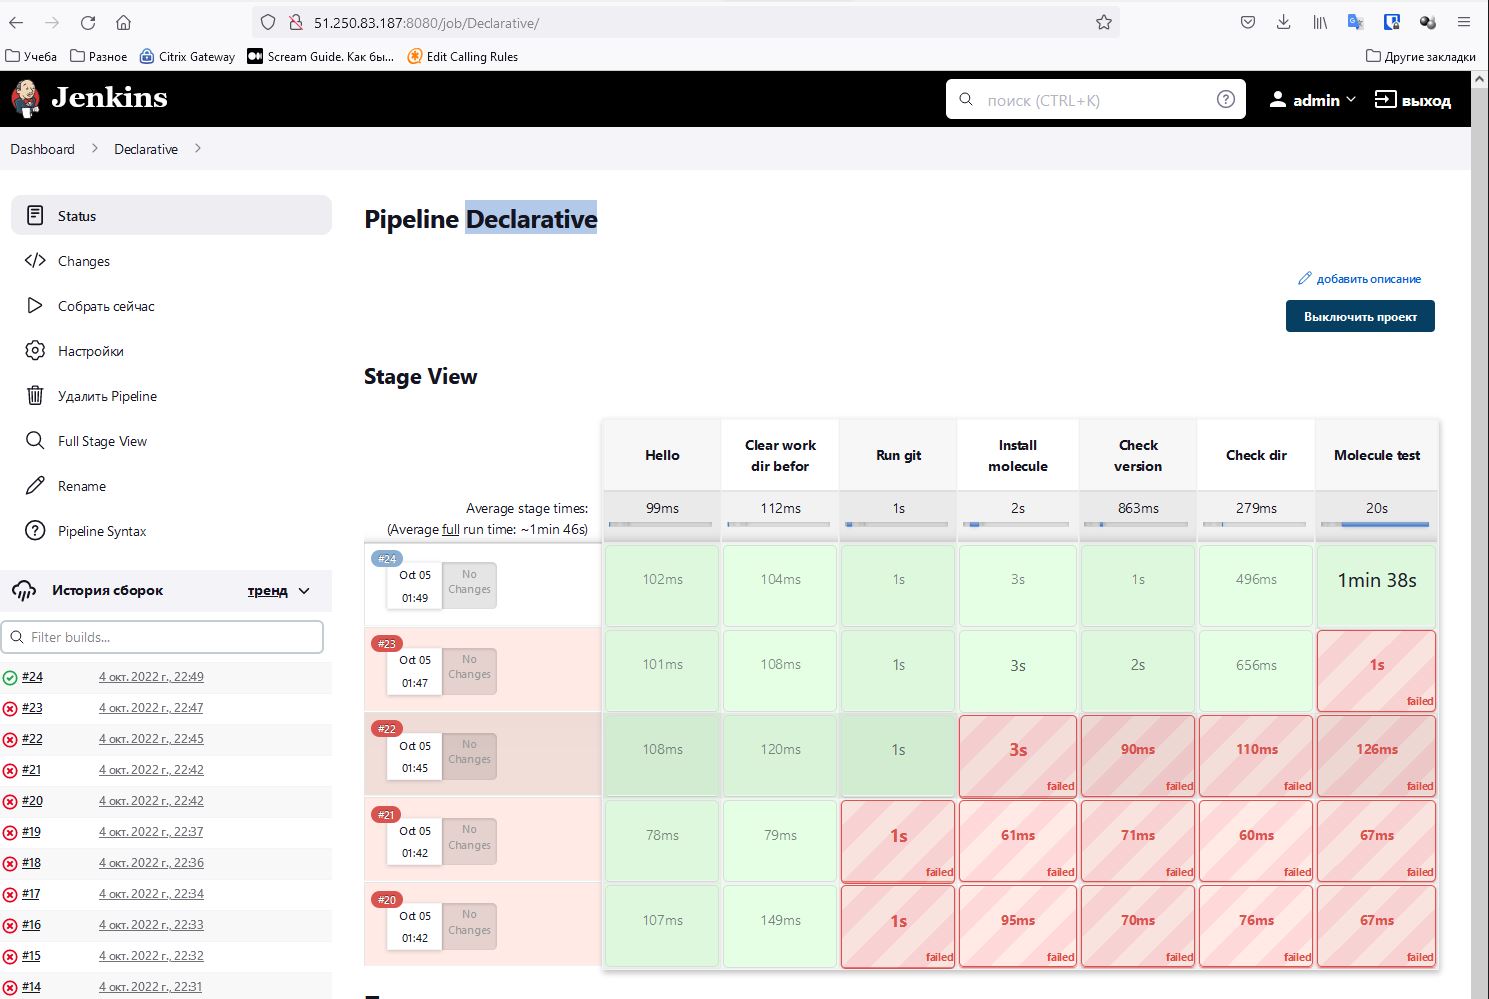 51.250.83.187:8080/job/Declarative/
Учеба Разное Citrix Gateway Scream Guide. Как бы... Edit Calling Rules Другие закладки
Jenkins поиск (CTRL+K) admin выход
Dashboard Declarative
Status
Changes
Собрать сейчас
Настройки
Удалить Pipeline
Full Stage View
Rename
Pipeline Syntax
История сборок тренд
Filter builds...
#24 4 окт. 2022 г., 22:49
#23 4 окт. 2022 г., 22:47
#22 4 окт. 2022 г., 22:45
#21 4 окт. 2022 г., 22:42
#20 4 окт. 2022 г., 22:42
#19 4 окт. 2022 г., 22:37
#18 4 окт. 2022 г., 22:36
#17 4 окт. 2022 г., 22:34
#16 4 окт. 2022 г., 22:33
#15 4 окт. 2022 г., 22:32
#14 4 окт. 2022 г., 22:31
Pipeline Declarative
добавить описание
Выключить проект
Stage View
Hello Clear work dir befor Run git Install molecule Check version Check dir Molecule test
Average stage times:
(Average full run time: ~1min 46s)
99ms 112ms 1s 2s 863ms 279ms 20s
#24
Oct 05
01:49
No
Changes
102ms 104ms 1s 3s 1s 496ms 1min 38s
#23
Oct 05
01:47
No
Changes
101ms 108ms 1s 3s 2s 656ms 1s
failed
#22
Oct 05
01:45
No
Changes
108ms 120ms 1s 3s 90ms 110ms 126ms
failed failed failed failed
#21
Oct 05
01:42
No
Changes
78ms 79ms 1s 61ms 71ms 60ms 67ms
failed failed failed failed failed
#20
Oct 05
01:42
No
Changes
107ms 149ms 1s 95ms 70ms 76ms 67ms
failed failed failed failed failed